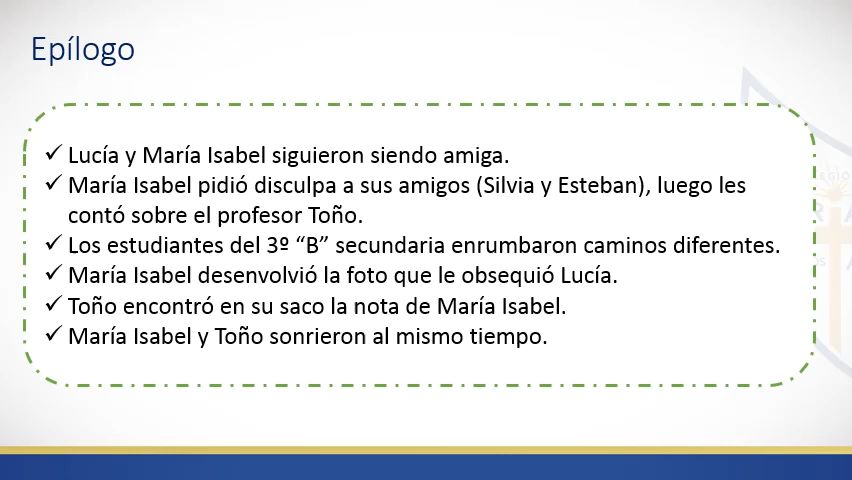 Epílogo
✓ Lucía y María Isabel siguieron siendo amiga.
✓ María Isabel pidió disculpa a sus amigos (Silvia y Esteban), luego les
contó sobre el profesor Toño.
✓ Los estudiantes del 3º “B” secundaria enrumbaron caminos diferentes.
✓ María Isabel desenvolvió la foto que le obsequió Lucía.
✓ Toño encontró en su saco la nota de María Isabel.
✓ María Isabel y Toño sonrieron al mismo tiempo.